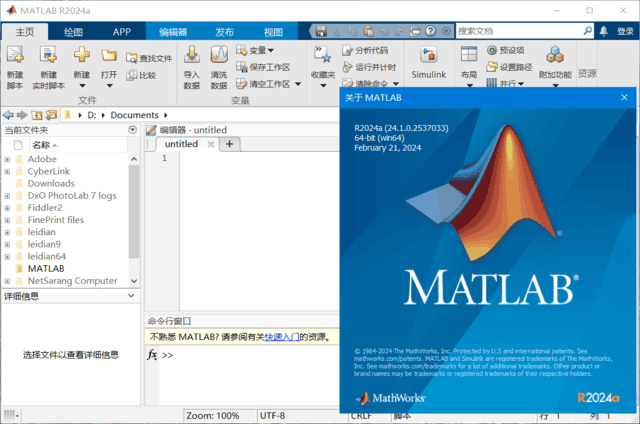 MATLAB R2024a
主页 绘图 APP 编辑器 发布 视图 搜索文档 登录
新建脚本 新建实时脚本 新建 打开 查找文件 比较 导入数据 清洗数据 变量 保存工作区 清空工作区 收藏夹 分析代码 运行并计时 清除命令 Simulink 布局 预设项 设置路径 并行 附加功能 资源
文件 变量
D: Documents
关于 MATLAB
当前文件夹
编辑器 - untitled
名称
untitled
1
Adobe
CyberLink
Downloads
DxO PhotoLab 7 logs
Fiddler2
FinePrint files
leidian
leidian9
leidian64
MATLAB
NetSarang Computer
详细信息
选择文件以查看详细信息
命令行窗口
不熟悉 MATLAB? 请参阅有关快速入门的资源。
fx >>
R2024a (24.1.0.2537033)
64-bit (win64)
February 21, 2024
MATLAB®
© 1984-2024 The MathWorks, Inc. Protected by U.S and international patents. See
mathworks.com/patents. MATLAB and Simulink are registered trademarks of The MathWorks,
Inc. See mathworks.com/trademarks for a list of additional trademarks. Other product or
brand names may be trademarks or registered trademarks of their respective holders.
MathWorks® R2024a
Zoom: 100% UTF-8 CRLF 脚本 行 1 列 1